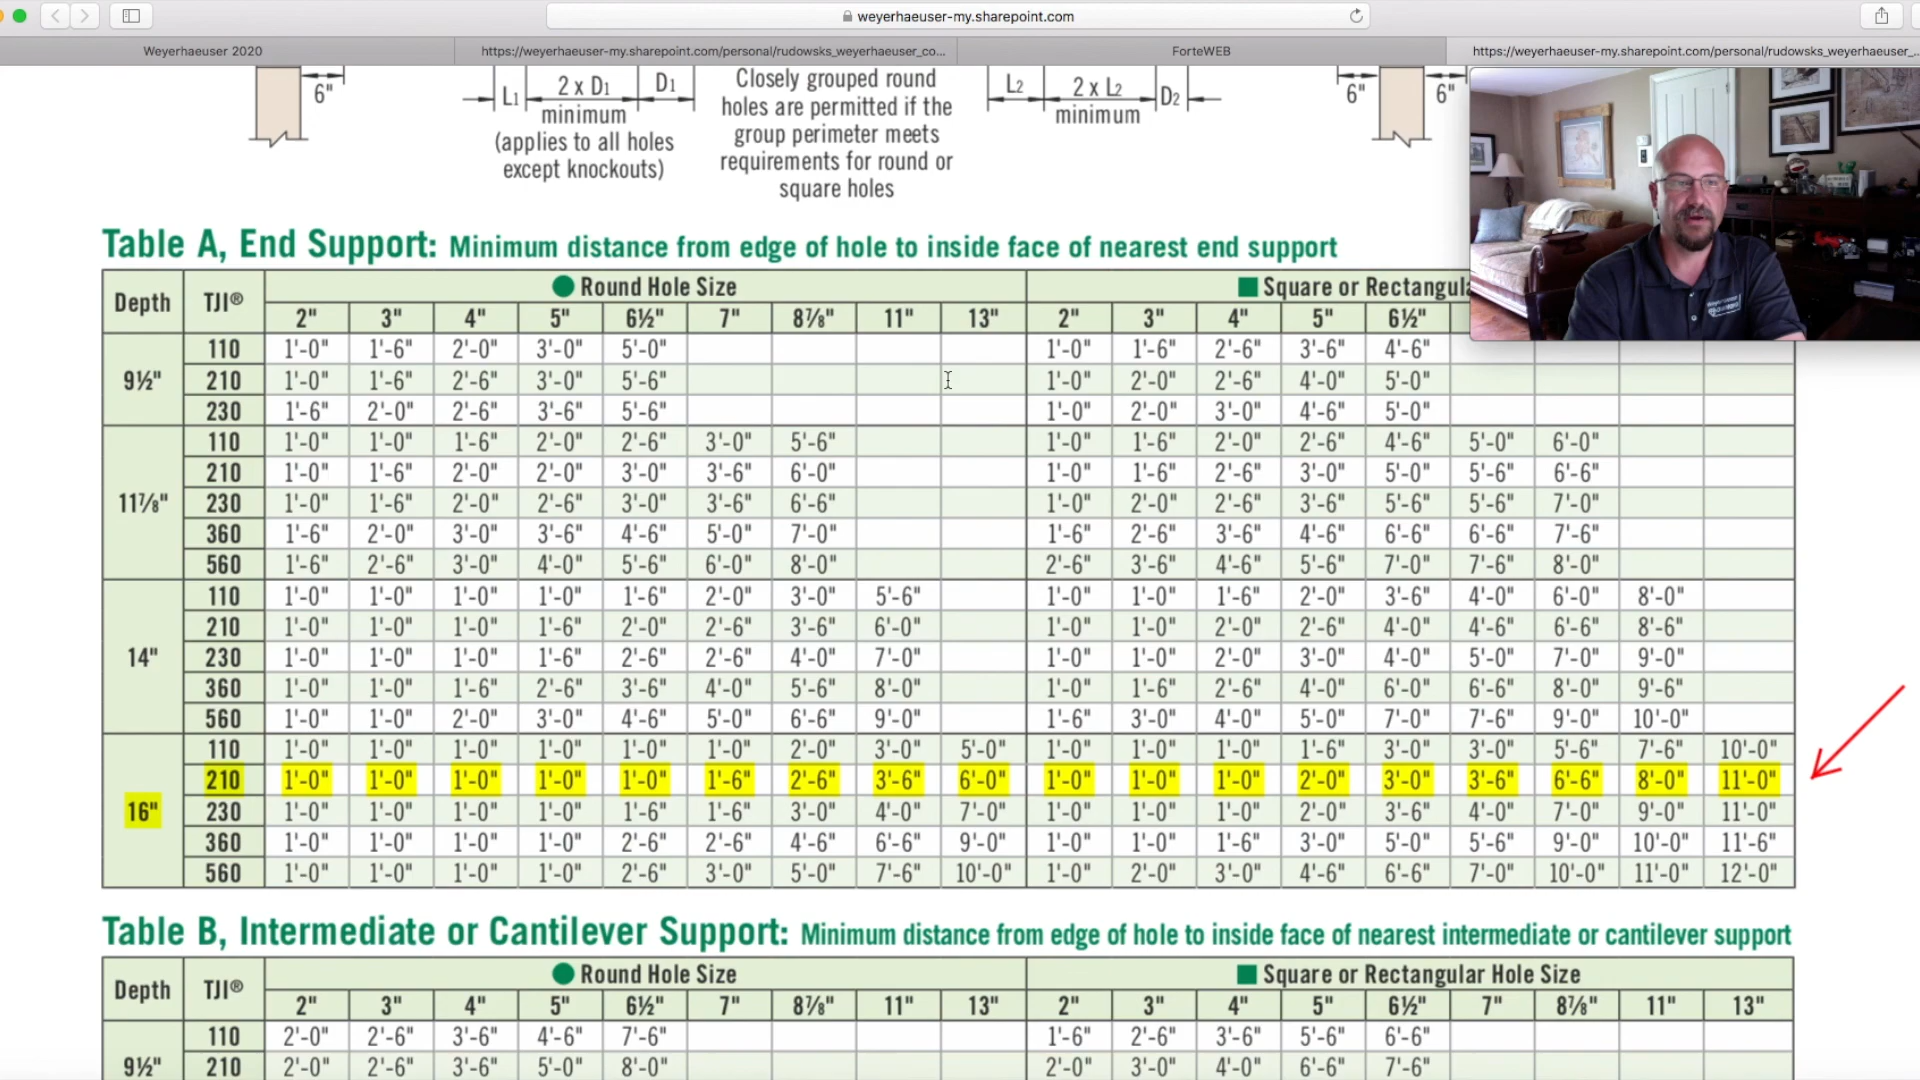 weyerhaeuser-my.sharepoint.com
Weyerhaeuser 2020 https://weyerhaeuser-my.sharepoint.com/personal/rudowsks_weyerhaeuser_co... ForteWEB https://weyerhaeuser-my.sharepoint.com/personal/rudowsks_weyerhaeuser_...
6" L1 2 x D1 D1 Closely grouped round L2 2 x L2 D2 6" 6"
minimum holes are permitted if the minimum
(applies to all holes group perimeter meets
except knockouts) requirements for round or
square holes
Table A, End Support: Minimum distance from edge of hole to inside face of nearest end support
Depth TJI® Round Hole Size Square or Rectangula
2" 3" 4" 5" 6½" 7" 8⅞" 11" 13" 2" 3" 4" 5" 6½"
9½" 110 1'-0" 1'-6" 2'-0" 3'-0" 5'-0" 1'-0" 1'-6" 2'-6" 3'-6" 4'-6"
210 1'-0" 1'-6" 2'-6" 3'-0" 5'-6" 1'-0" 2'-0" 2'-6" 4'-0" 5'-0"
230 1'-6" 2'-0" 2'-6" 3'-6" 5'-6" 1'-0" 2'-0" 3'-0" 4'-6" 5'-0"
11⅞" 110 1'-0" 1'-0" 1'-6" 2'-0" 2'-6" 3'-0" 5'-6" 1'-0" 1'-6" 2'-0" 2'-6" 4'-6" 5'-0" 6'-0"
210 1'-0" 1'-6" 2'-0" 2'-0" 3'-0" 3'-6" 6'-0" 1'-0" 1'-6" 2'-6" 3'-0" 5'-0" 5'-6" 6'-6"
230 1'-0" 1'-6" 2'-0" 2'-6" 3'-0" 3'-6" 6'-6" 1'-0" 2'-0" 2'-6" 3'-6" 5'-6" 5'-6" 7'-0"
360 1'-6" 2'-0" 3'-0" 3'-6" 4'-6" 5'-0" 7'-0" 1'-6" 2'-6" 3'-6" 4'-6" 6'-6" 6'-6" 7'-6"
560 1'-6" 2'-6" 3'-0" 4'-0" 5'-6" 6'-0" 8'-0" 2'-6" 3'-6" 4'-6" 5'-6" 7'-0" 7'-6" 8'-0"
14" 110 1'-0" 1'-0" 1'-0" 1'-0" 1'-6" 2'-0" 3'-0" 5'-6" 1'-0" 1'-0" 1'-6" 2'-0" 3'-6" 4'-0" 6'-0" 8'-0"
210 1'-0" 1'-0" 1'-0" 1'-6" 2'-0" 2'-6" 3'-6" 6'-0" 1'-0" 1'-0" 2'-0" 2'-6" 4'-0" 4'-6" 6'-6" 8'-6"
230 1'-0" 1'-0" 1'-0" 1'-6" 2'-6" 2'-6" 4'-0" 7'-0" 1'-0" 1'-0" 2'-0" 3'-0" 4'-0" 5'-0" 7'-0" 9'-0"
360 1'-0" 1'-0" 1'-6" 2'-6" 3'-6" 4'-0" 5'-6" 8'-0" 1'-0" 1'-6" 2'-6" 4'-0" 6'-0" 6'-6" 8'-0" 9'-6"
560 1'-0" 1'-0" 2'-0" 3'-0" 4'-6" 5'-0" 6'-6" 9'-0" 1'-6" 3'-0" 4'-0" 5'-0" 7'-0" 7'-6" 9'-0" 10'-0"
16" 110 1'-0" 1'-0" 1'-0" 1'-0" 1'-0" 1'-0" 2'-0" 3'-0" 5'-0" 1'-0" 1'-0" 1'-0" 1'-6" 3'-0" 3'-0" 5'-6" 7'-6" 10'-0"
210 1'-0" 1'-0" 1'-0" 1'-0" 1'-0" 1'-6" 2'-6" 3'-6" 6'-0" 1'-0" 1'-0" 1'-0" 2'-0" 3'-0" 3'-6" 6'-6" 8'-0" 11'-0"
230 1'-0" 1'-0" 1'-0" 1'-0" 1'-6" 1'-6" 3'-0" 4'-0" 7'-0" 1'-0" 1'-0" 1'-0" 2'-0" 3'-6" 4'-0" 7'-0" 9'-0" 11'-0"
360 1'-0" 1'-0" 1'-0" 1'-0" 2'-6" 2'-6" 4'-6" 6'-6" 9'-0" 1'-0" 1'-0" 1'-6" 3'-0" 5'-0" 5'-6" 9'-0" 10'-0" 11'-6"
560 1'-0" 1'-0" 1'-0" 1'-0" 2'-6" 3'-0" 5'-0" 7'-6" 10'-0" 1'-0" 2'-0" 3'-0" 4'-6" 6'-6" 7'-0" 10'-0" 11'-0" 12'-0"
Table B, Intermediate or Cantilever Support: Minimum distance from edge of hole to inside face of nearest intermediate or cantilever support
Depth TJI® Round Hole Size Square or Rectangular Hole Size
2" 3" 4" 5" 6½" 7" 8⅞" 11" 13" 2" 3" 4" 5" 6½" 7" 8⅞" 11" 13"
9½" 110 2'-0" 2'-6" 3'-6" 4'-6" 7'-6" 1'-6" 2'-6" 3'-6" 5'-6" 6'-6"
210 2'-0" 2'-6" 3'-6" 5'-0" 8'-0" 2'-0" 3'-0" 4'-0" 6'-6" 7'-6"